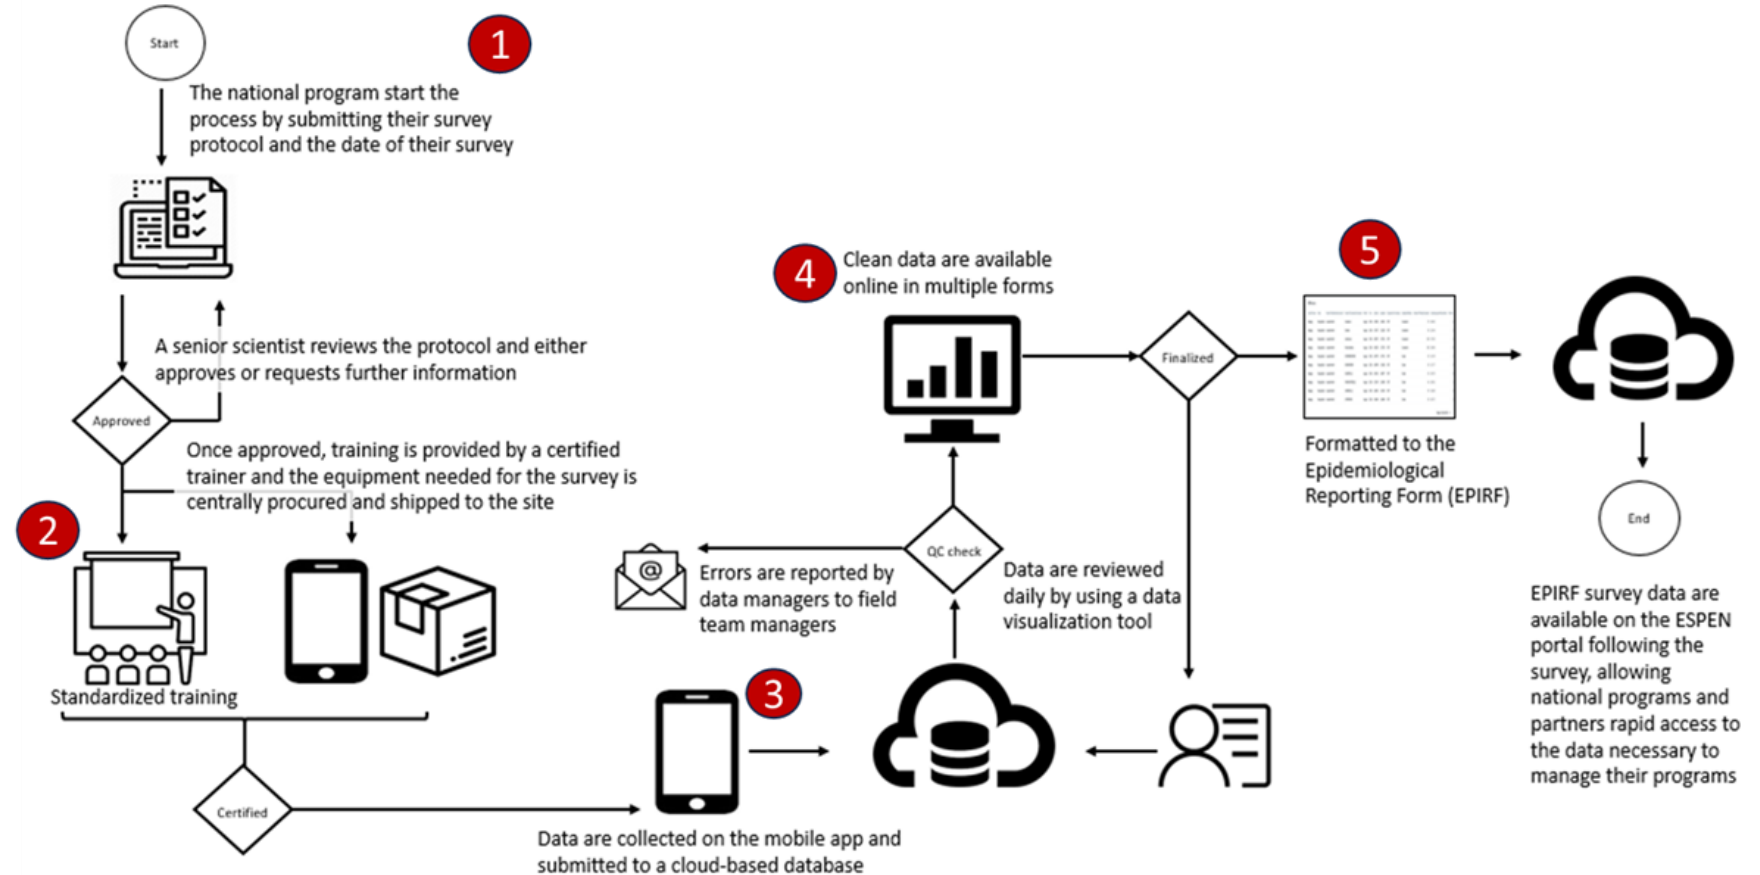 Start
1
The national program start the
process by submitting their survey
protocol and the date of their survey
A senior scientist reviews the protocol and either
approves or requests further information
Approved
Once approved, training is provided by a certified
trainer and the equipment needed for the survey is
centrally procured and shipped to the site
2
Standardized training
Certified
3
Data are collected on the mobile app and
submitted to a cloud-based database
QC check
@
Errors are reported by
data managers to field
team managers
Data are reviewed
daily by using a data
visualization tool
4
Clean data are available
online in multiple forms
Finalized
5
Formatted to the
Epidemiological
Reporting Form (EPIRF)
End
EPIRF survey data are
available on the ESPEN
portal following the
survey, allowing
national programs and
partners rapid access to
the data necessary to
manage their programs